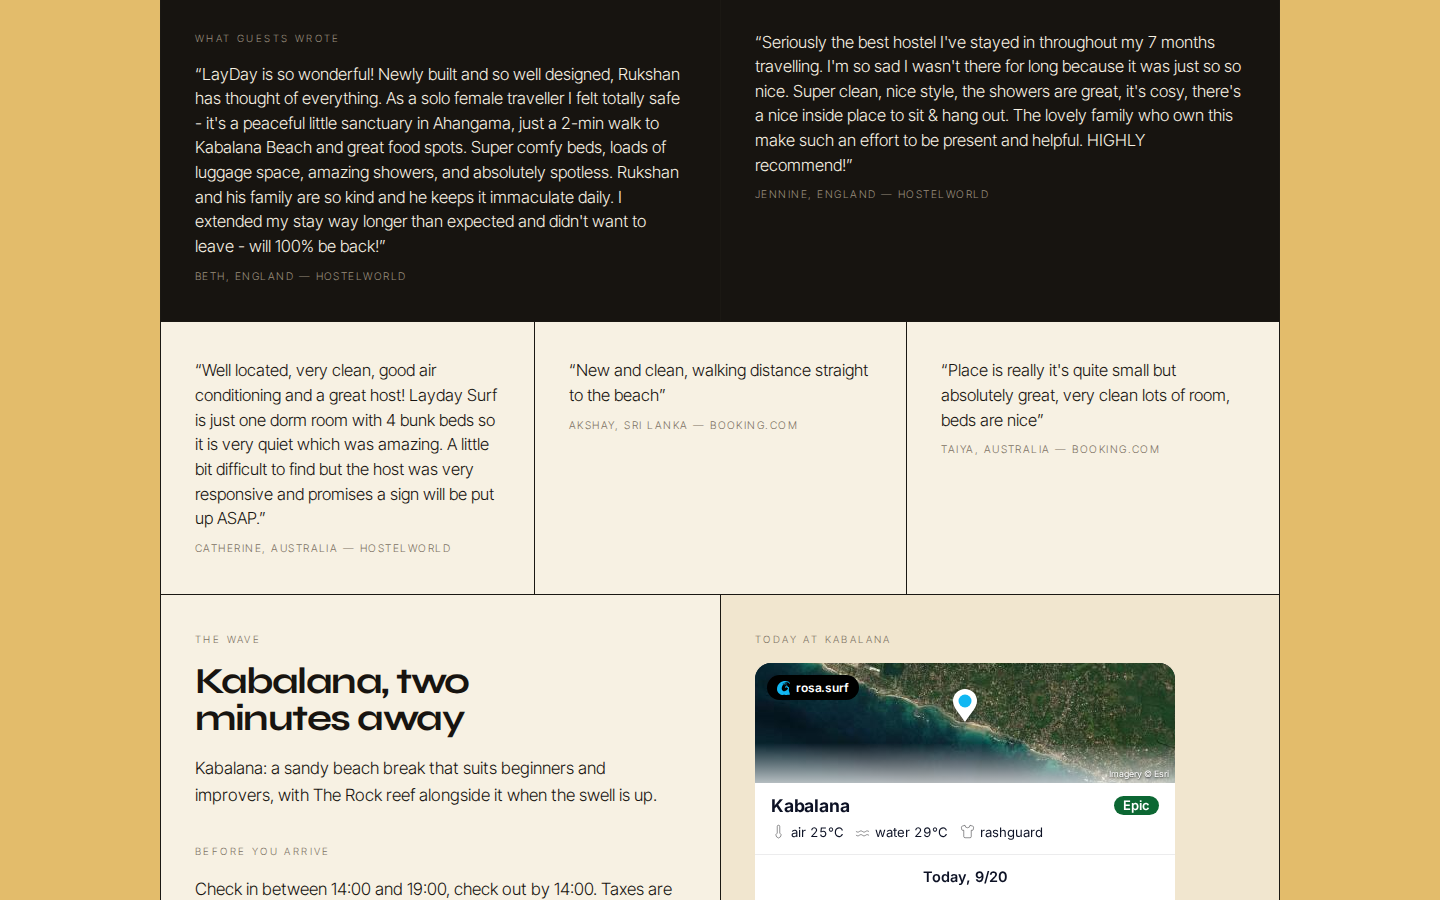 WHAT GUESTS WROTE
“LayDay is so wonderful! Newly built and so well designed, Rukshan
has thought of everything. As a solo female traveller I felt totally safe
- it's a peaceful little sanctuary in Ahangama, just a 2-min walk to
Kabalana Beach and great food spots. Super comfy beds, loads of
luggage space, amazing showers, and absolutely spotless. Rukshan
and his family are so kind and he keeps it immaculate daily. I
extended my stay way longer than expected and didn't want to
leave - will 100% be back!”
BETH, ENGLAND — HOSTELWORLD
“Seriously the best hostel I've stayed in throughout my 7 months
travelling. I'm so sad I wasn't there for long because it was just so so
nice. Super clean, nice style, the showers are great, it's cosy, there's
a nice inside place to sit & hang out. The lovely family who own this
make such an effort to be present and helpful. HIGHLY
recommend!”
JENNINE, ENGLAND — HOSTELWORLD
“Well located, very clean, good air
conditioning and a great host! Layday Surf
is just one dorm room with 4 bunk beds so
it is very quiet which was amazing. A little
bit difficult to find but the host was very
responsive and promises a sign will be put
up ASAP.”
CATHERINE, AUSTRALIA — HOSTELWORLD
“New and clean, walking distance straight
to the beach”
AKSHAY, SRI LANKA — BOOKING.COM
“Place is really it's quite small but
absolutely great, very clean lots of room,
beds are nice”
TAIYA, AUSTRALIA — BOOKING.COM
THE WAVE
Kabalana, two
minutes away
Kabalana: a sandy beach break that suits beginners and
improvers, with The Rock reef alongside it when the swell is up.
BEFORE YOU ARRIVE
Check in between 14:00 and 19:00, check out by 14:00. Taxes are
TODAY AT KABALANA
rosa.surf
Imagery © Esri
Kabalana
Epic
air 25°C water 29°C rashguard
Today, 9/20